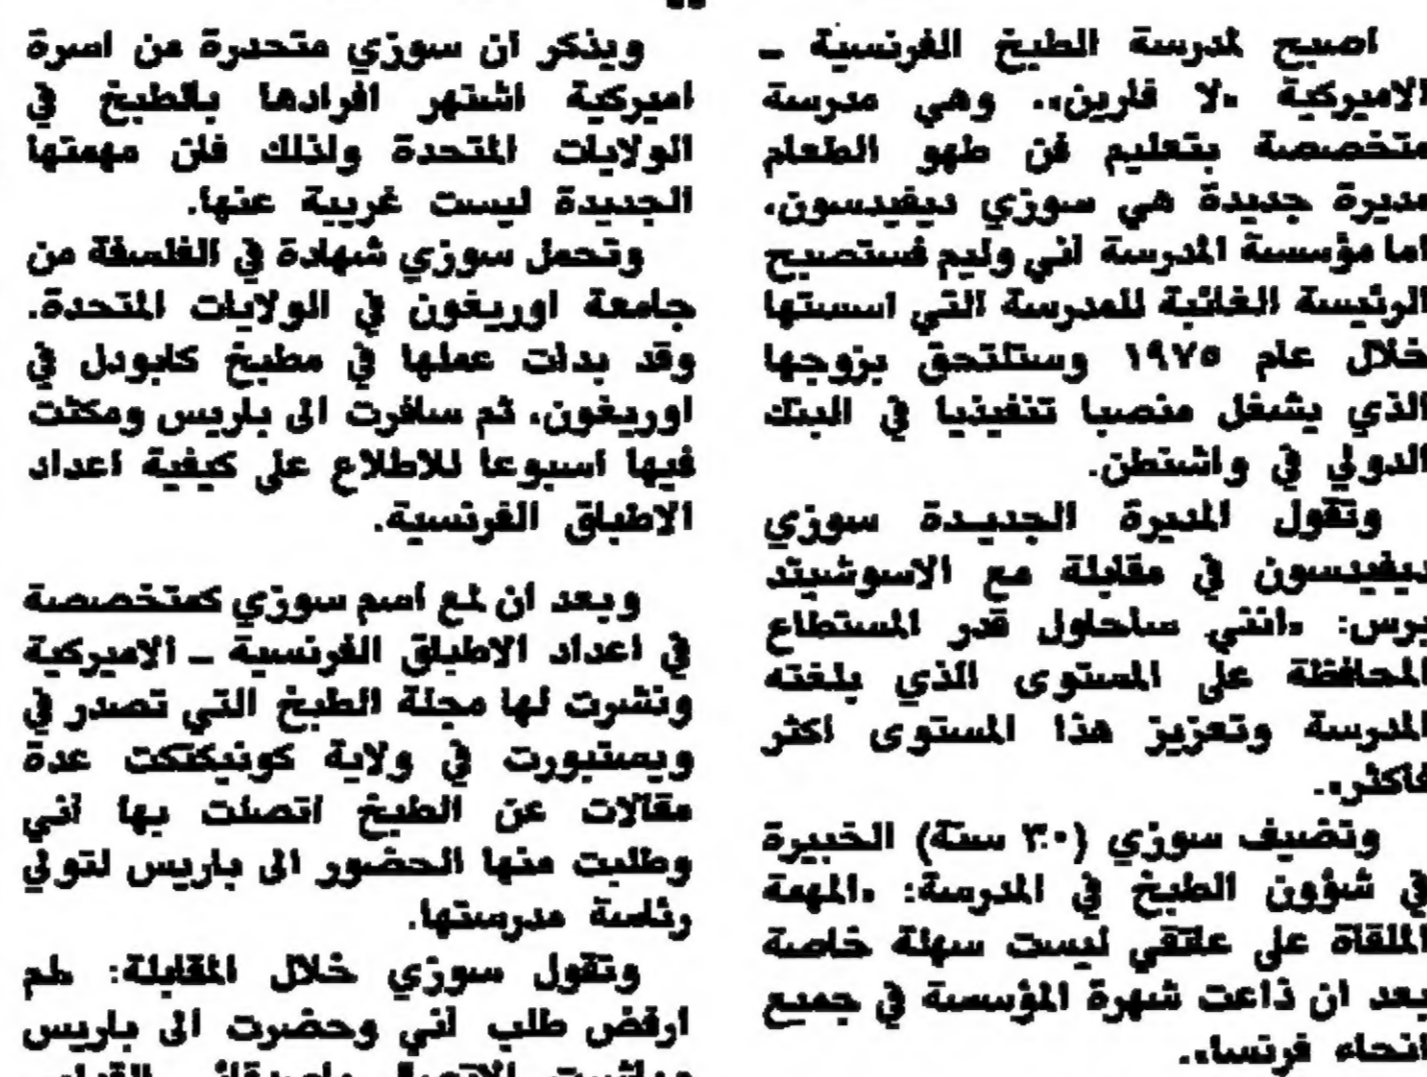 اصبح لمدرسة الطبخ الفرنسية ـ
الاميركية «لا فارين». وهي مدرسة
متخصصة بتعليم فن طهو الطعام
مديرة جديدة هي سوزي ديفيدسون،
اما مؤسسة المدرسة آني وليم فستصبح
الرئيسة الغائبة للمدرسة التي اسستها
خلال عام ١٩٧٥ وستلتحق بزوجها
الذي يشغل منصبا تنفيذيا في البنك
الدولي في واشنطن.
وتقول المديرة الجديدة سوزي
ديفيدسون في مقابلة مع الاسوشيتد
برس: «انني ساحاول قدر المستطاع
المحافظة على المستوى الذي بلغته
المدرسة وتعزيز هذا المستوى اكثر
فأكثر».
وتضيف سوزي (٣٠ سنة) الخبيرة
في شؤون الطبخ في المدرسة: «المهمة
الملقاة على عاتقي ليست سهلة خاصة
بعد ان ذاعت شهرة المؤسسة في جميع
انحاء فرنسا».
ويذكر ان سوزي متحدرة من اسرة
اميركية اشتهر افرادها بالطبخ في
الولايات المتحدة ولذلك فان مهمتها
الجديدة ليست غريبة عنها.
وتحمل سوزي شهادة في الفلسفة من
جامعة اوريغون في الولايات المتحدة.
وقد بدات عملها في مطبخ كابودل في
اوريغون، ثم سافرت الى باريس ومكثت
فيها اسبوعا للاطلاع على كيفية اعداد
الاطباق الفرنسية.
وبعد ان لمع اسم سوزي كمتخصصة
في اعداد الاطباق الفرنسية ـ الاميركية
ونشرت لها مجلة الطبخ التي تصدر في
ويستبورت في ولاية كونيكتكت عدة
مقالات عن الطبخ اتصلت بها آني
وطلبت منها الحضور الى باريس لتولي
رئاسة مدرستها.
وتقول سوزي خلال المقابلة: «لم
ارفض طلب آني وحضرت الى باريس